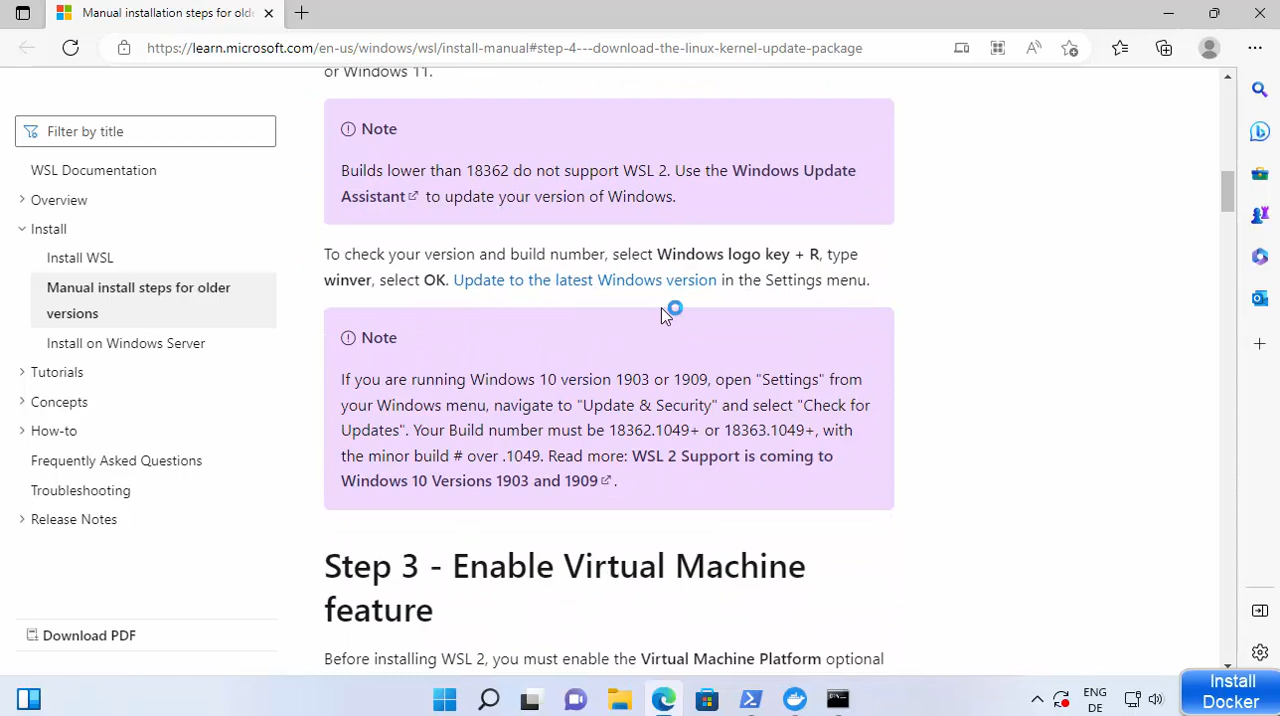 Manual installation steps for olde
https://learn.microsoft.com/en-us/windows/wsl/install-manual#step-4---download-the-linux-kernel-update-package
Filter by title
WSL Documentation
Overview
Install
Install WSL
Manual install steps for older
versions
Install on Windows Server
Tutorials
Concepts
How-to
Frequently Asked Questions
Troubleshooting
Release Notes
Download PDF
or Windows 11.
Note
Builds lower than 18362 do not support WSL 2. Use the Windows Update
Assistant to update your version of Windows.
To check your version and build number, select Windows logo key + R, type
winver, select OK. Update to the latest Windows version in the Settings menu.
Note
If you are running Windows 10 version 1903 or 1909, open "Settings" from
your Windows menu, navigate to "Update & Security" and select "Check for
Updates". Your Build number must be 18362.1049+ or 18363.1049+, with
the minor build # over .1049. Read more: WSL 2 Support is coming to
Windows 10 Versions 1903 and 1909 .
Step 3 - Enable Virtual Machine
feature
Before installing WSL 2, you must enable the Virtual Machine Platform optional
ENG
DE
Install
Docker